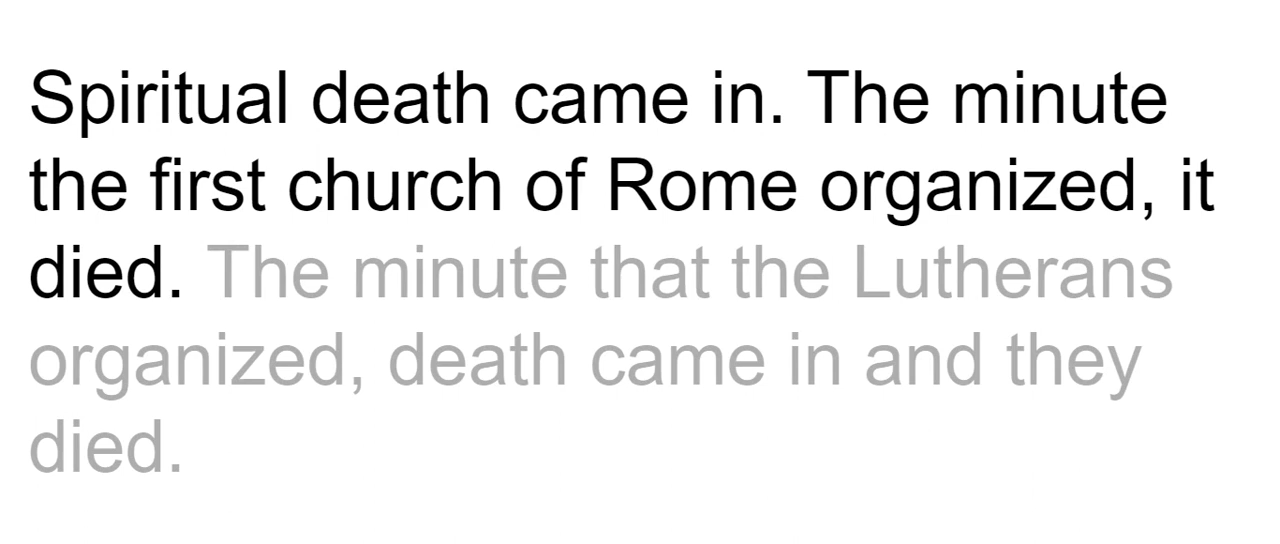 Spiritual death came in. The minute
the first church of Rome organized, it
died. The minute that the Lutherans
organized, death came in and they
died.